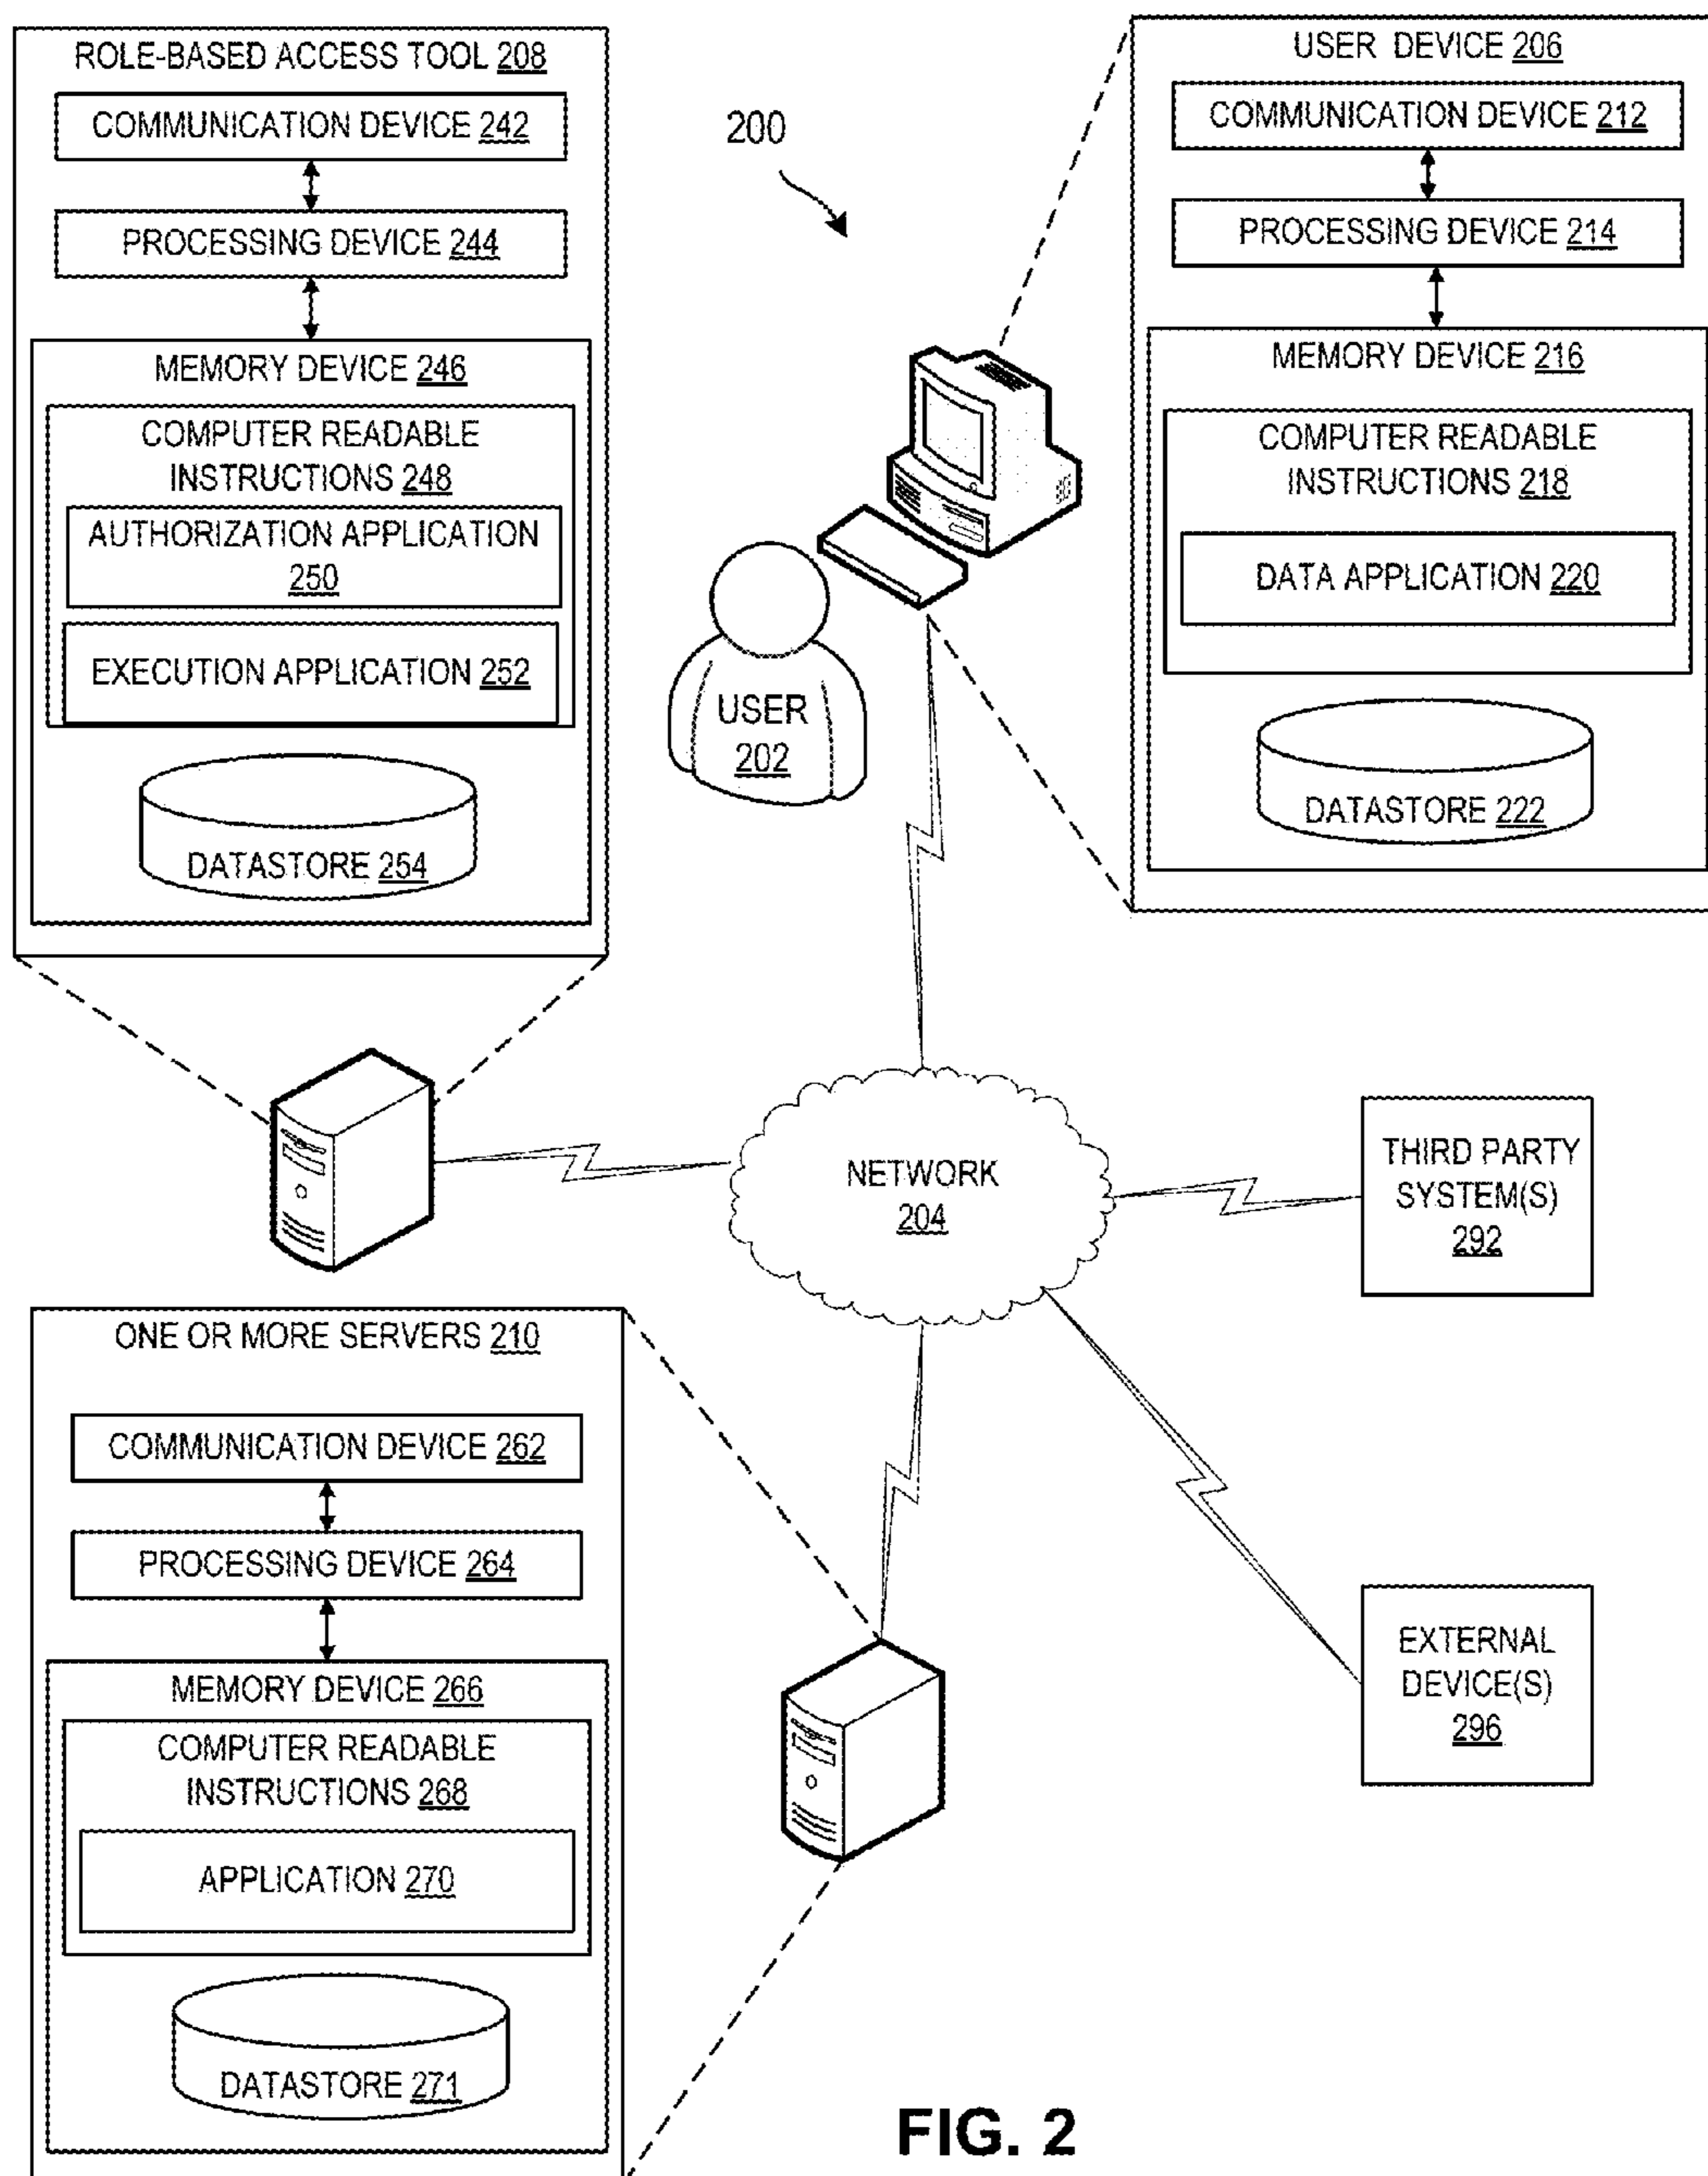 ROLE-BASED ACCESS TOOL 208
COMMUNICATION DEVICE 242
PROCESSING DEVICE 244
MEMORY DEVICE 246
COMPUTER READABLE
INSTRUCTIONS 248
AUTHORIZATION APPLICATION
250
EXECUTION APPLICATION 252
DATASTORE 254
200
USER DEVICE 206
COMMUNICATION DEVICE 212
PROCESSING DEVICE 214
MEMORY DEVICE 216
COMPUTER READABLE
INSTRUCTIONS 218
DATA APPLICATION 220
DATASTORE 222
USER
202
NETWORK
204
THIRD PARTY
SYSTEM(S)
292
EXTERNAL
DEVICE(S)
296
ONE OR MORE SERVERS 210
COMMUNICATION DEVICE 262
PROCESSING DEVICE 264
MEMORY DEVICE 266
COMPUTER READABLE
INSTRUCTIONS 268
APPLICATION 270
DATASTORE 271
FIG. 2